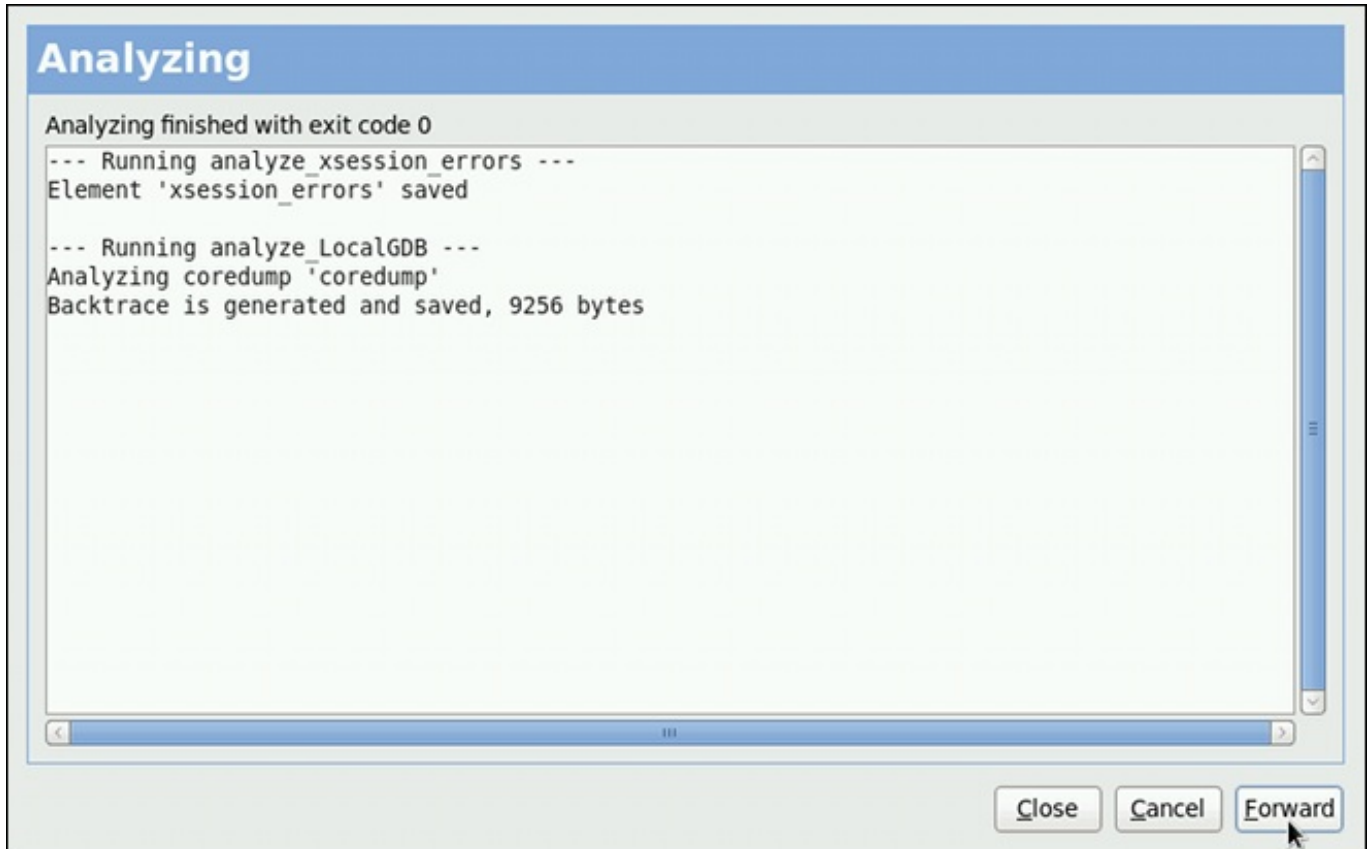 Analyzing
Analyzing finished with exit code 0
--- Running analyze_xsession_errors ---
Element 'xsession_errors' saved
--- Running analyze_LocalGDB ---
Analyzing coredump 'coredump'
Backtrace is generated and saved, 9256 bytes
Close Cancel Forward